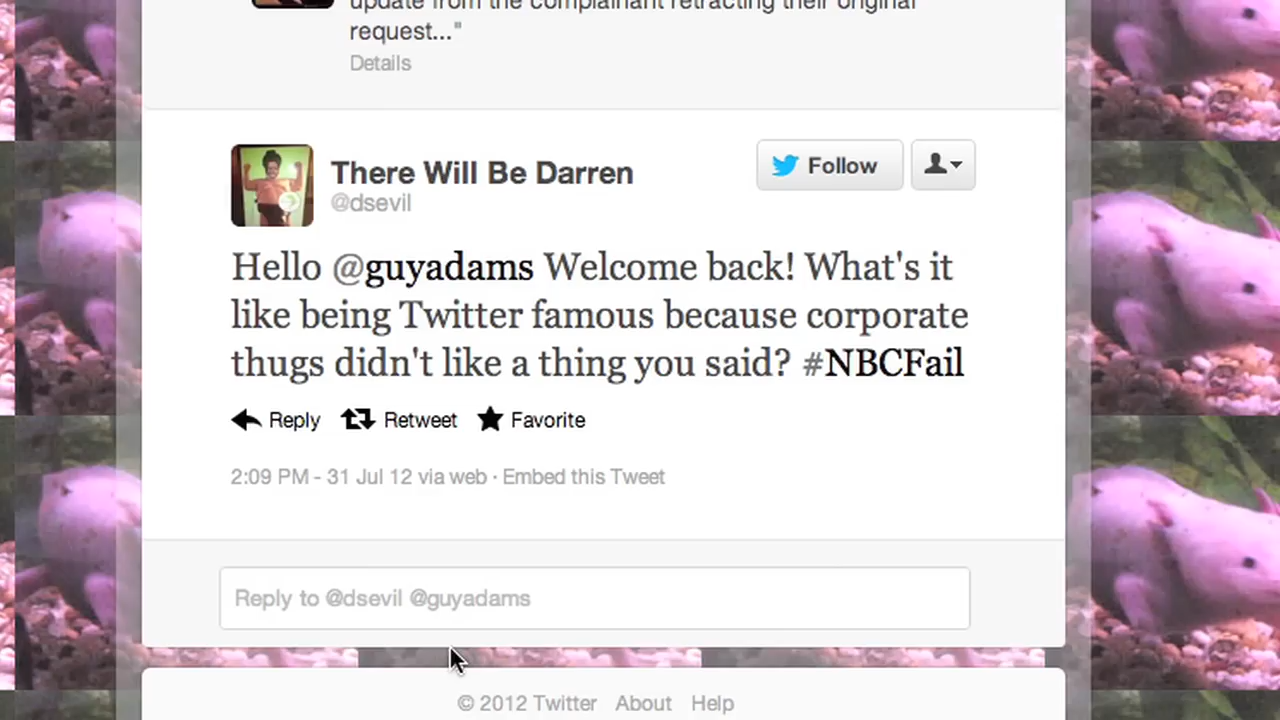 update from the complainant retracting their original
request..."
Details
There Will Be Darren
Follow
@dsevil
Hello @guyadams Welcome back! What's it
like being Twitter famous because corporate
thugs didn't like a thing you said? #NBCFail
Reply Retweet Favorite
2:09 PM - 31 Jul 12 via web · Embed this Tweet
Reply to @dsevil @guyadams
© 2012 Twitter About Help